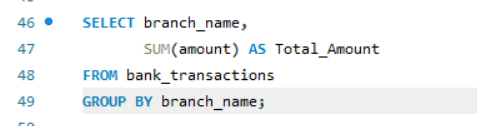 46 SELECT branch_name,
47 SUM(amount) AS Total_Amount
48 FROM bank_transactions
49 GROUP BY branch_name;